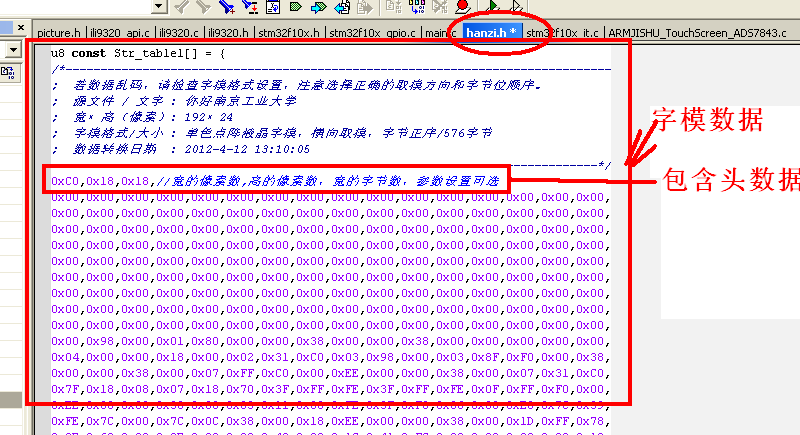 picture.h ili9320_api.c ili9320.c ili9320.h stm32f10x.h stm32f10x_gpio.c main.c hanzi.h * stm32f10x_it.c ARMJISHU_TouchScreen_ADS7843.c
u8 const Str_table1[] = {
/*--------------------------------------------------------------------
; 若数据乱码，请检查字模格式设置，注意选择正确的取模方向和字节位顺序。
; 源文件 / 文字 : 你好南京工业大学
; 宽×高（像素）: 192×24
; 字模格式/大小 : 单色点阵液晶字模，横向取模，字节正序/576字节
; 数据转换日期 : 2012-4-12 13:10:05
--------------------------------------------------------------------*/
0xC0,0x18,0x18,//宽的像素数,高的像素数，宽的字节数，参数设置可选
0x00,0x00,0x00,0x00,0x00,0x00,0x00,0x00,0x00,0x00,0x00,0x00,0x00,0x00,0x00,0x00,
0x00,0x00,0x00,0x00,0x00,0x00,0x00,0x00,0x00,0x00,0x00,0x00,0x00,0x00,0x00,0x00,
0x00,0x00,0x00,0x00,0x00,0x00,0x00,0x00,0x00,0x00,0x00,0x00,0x00,0x00,0x00,0x00,
0x00,0x00,0x00,0x00,0x00,0x00,0x00,0x00,0x00,0x00,0x00,0x00,0x00,0x00,0x00,0x00,
0x00,0x00,0x00,0x00,0x00,0x00,0x00,0x00,0x00,0x00,0x00,0x00,0x00,0x00,0x00,0x00,
0x00,0x00,0x00,0x00,0x00,0x00,0x00,0x00,0x00,0x00,0x00,0x00,0x00,0x00,0x00,0x00,
0x00,0x00,0x00,0x00,0x00,0x00,0x00,0x00,0x00,0x00,0x00,0x00,0x00,0x00,0x00,0x00,
0x00,0x00,0x00,0x00,0x00,0x00,0x00,0x00,0x00,0x00,0x00,0x00,0x00,0x00,0x00,0x00,
0x00,0x00,0x00,0x00,0x00,0x00,0x00,0x00,0x00,0x00,0x00,0x00,0x00,0x00,0x00,0x00,
0x00,0x98,0x00,0x01,0x80,0x00,0x00,0x38,0x00,0x00,0x38,0x00,0x00,0x00,0x00,0x00,
0x04,0x00,0x00,0x18,0x00,0x02,0x31,0xC0,0x03,0x98,0x00,0x03,0x8F,0xF0,0x00,0x38,
0x00,0x00,0x38,0x00,0x07,0xFF,0xC0,0x00,0xEE,0x00,0x00,0x38,0x00,0x07,0x31,0xC0,
0x7F,0x18,0x08,0x07,0x18,0x70,0x3F,0xFF,0xFE,0x3F,0xFF,0xFE,0x0F,0xFF,0xF0,0x00,
0xFE,0x7C,0x00,0x0C,0x38,0x00,0x18,0x00,0xEE,0x00,0x00,0x38,0x00,0x1D,0xFF,0x78,
字模数据
包含头数据